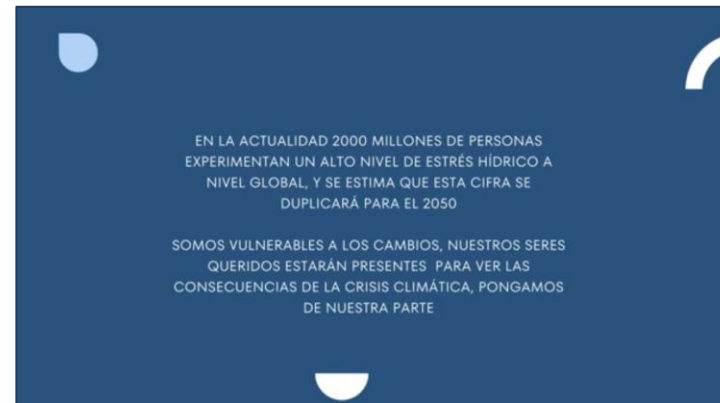 EN LA ACTUALIDAD 2000 MILLONES DE PERSONAS
EXPERIMENTAN UN ALTO NIVEL DE ESTRÉS HÍDRICO A
NIVEL GLOBAL, Y SE ESTIMA QUE ESTA CIFRA SE
DUPLICARÁ PARA EL 2050
SOMOS VULNERABLES A LOS CAMBIOS, NUESTROS SERES
QUERIDOS ESTARÁN PRESENTES PARA VER LAS
CONSECUENCIAS DE LA CRISIS CLIMÁTICA, PONGAMOS
DE NUESTRA PARTE